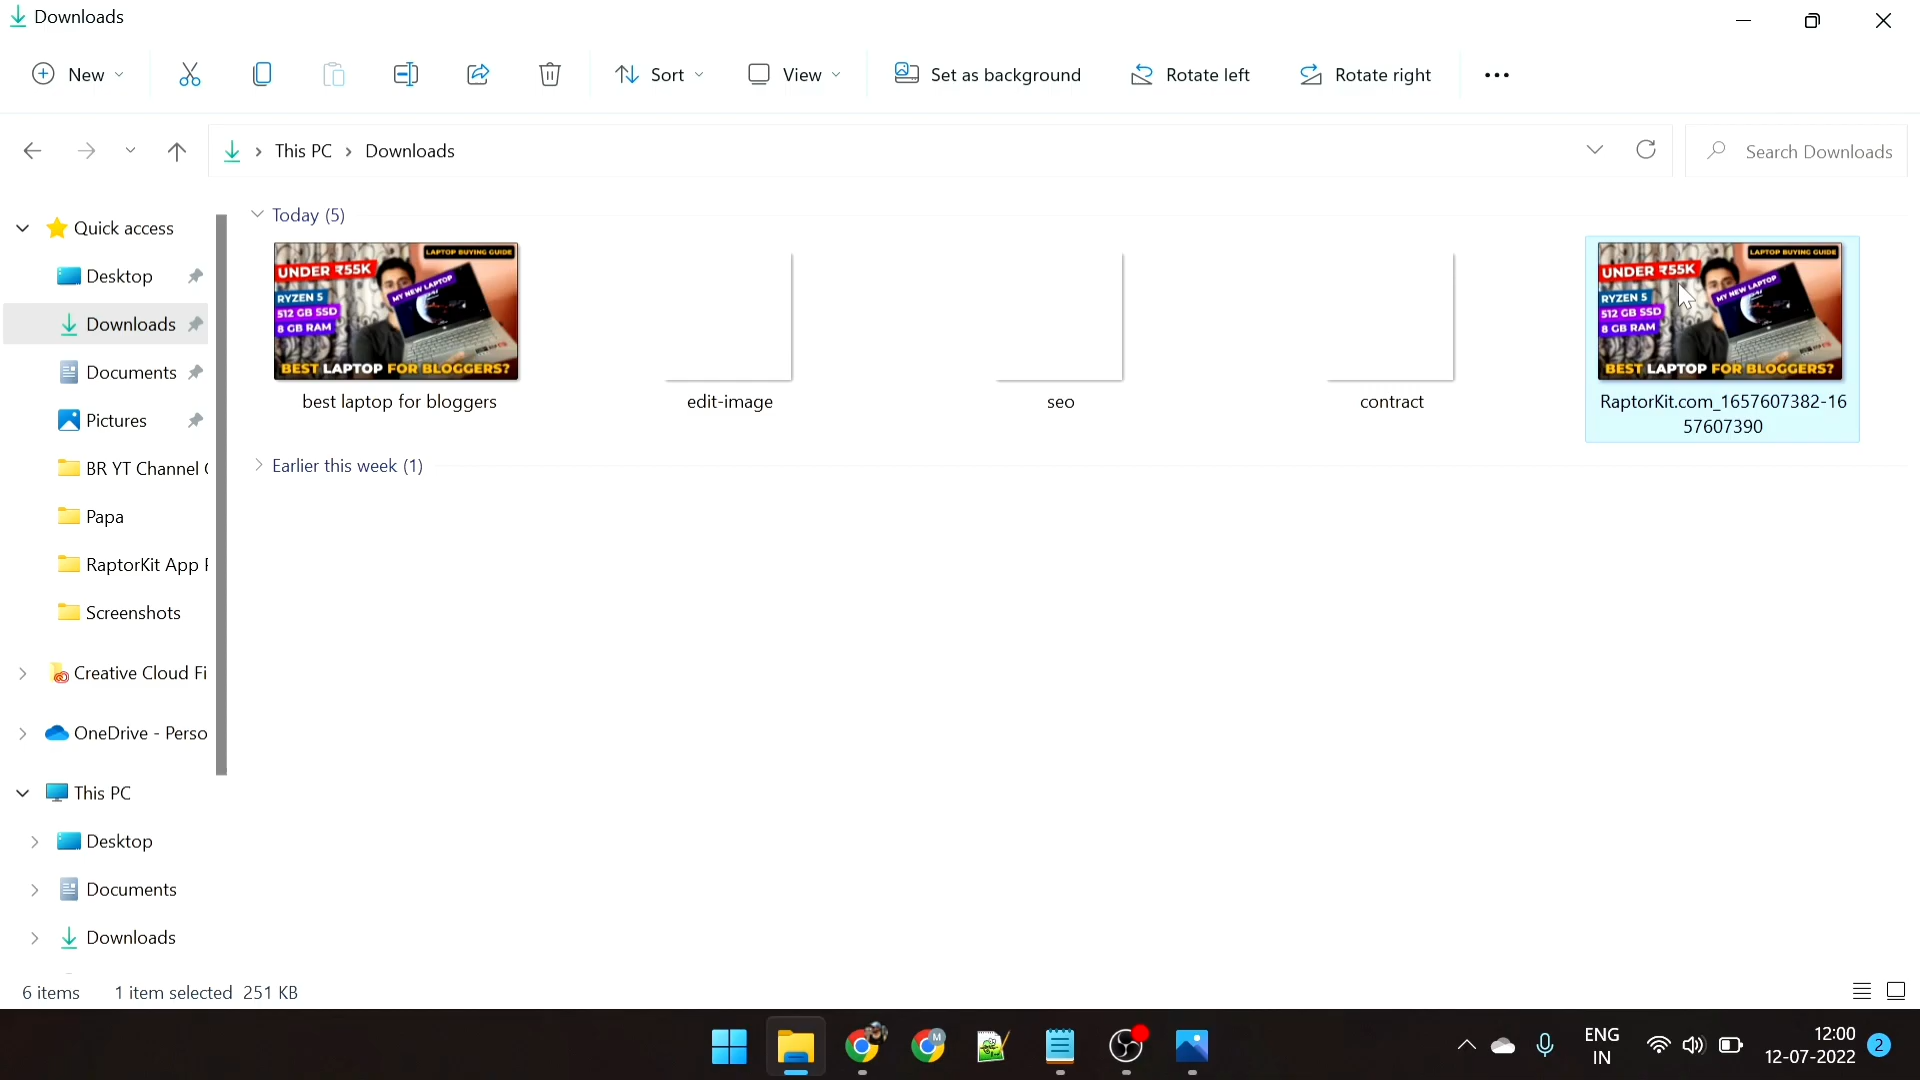 Downloads
New
Sort
View
Set as background
Rotate left
Rotate right
This PC
Downloads
Search Downloads
Quick access
Desktop
Downloads
Documents
Pictures
BR YT Channel
Papa
RaptorKit App
Screenshots
Creative Cloud Fi
OneDrive - Perso
This PC
Desktop
Documents
Downloads
Today (5)
LAPTOP BUYING GUIDE
UNDER ₹55K
RYZEN 5
512 GB SSD
8 GB RAM
MY NEW LAPTOP
BEST LAPTOP FOR BLOGGERS?
best laptop for bloggers
edit-image
seo
contract
LAPTOP BUYING GUIDE
UNDER ₹55K
RYZEN 5
512 GB SSD
8 GB RAM
MY NEW LAPTOP
BEST LAPTOP FOR BLOGGERS?
RaptorKit.com_1657607382-16
57607390
Earlier this week (1)
6 items
1 item selected 251 KB
M
ENG
IN
12:00
12-07-2022
2